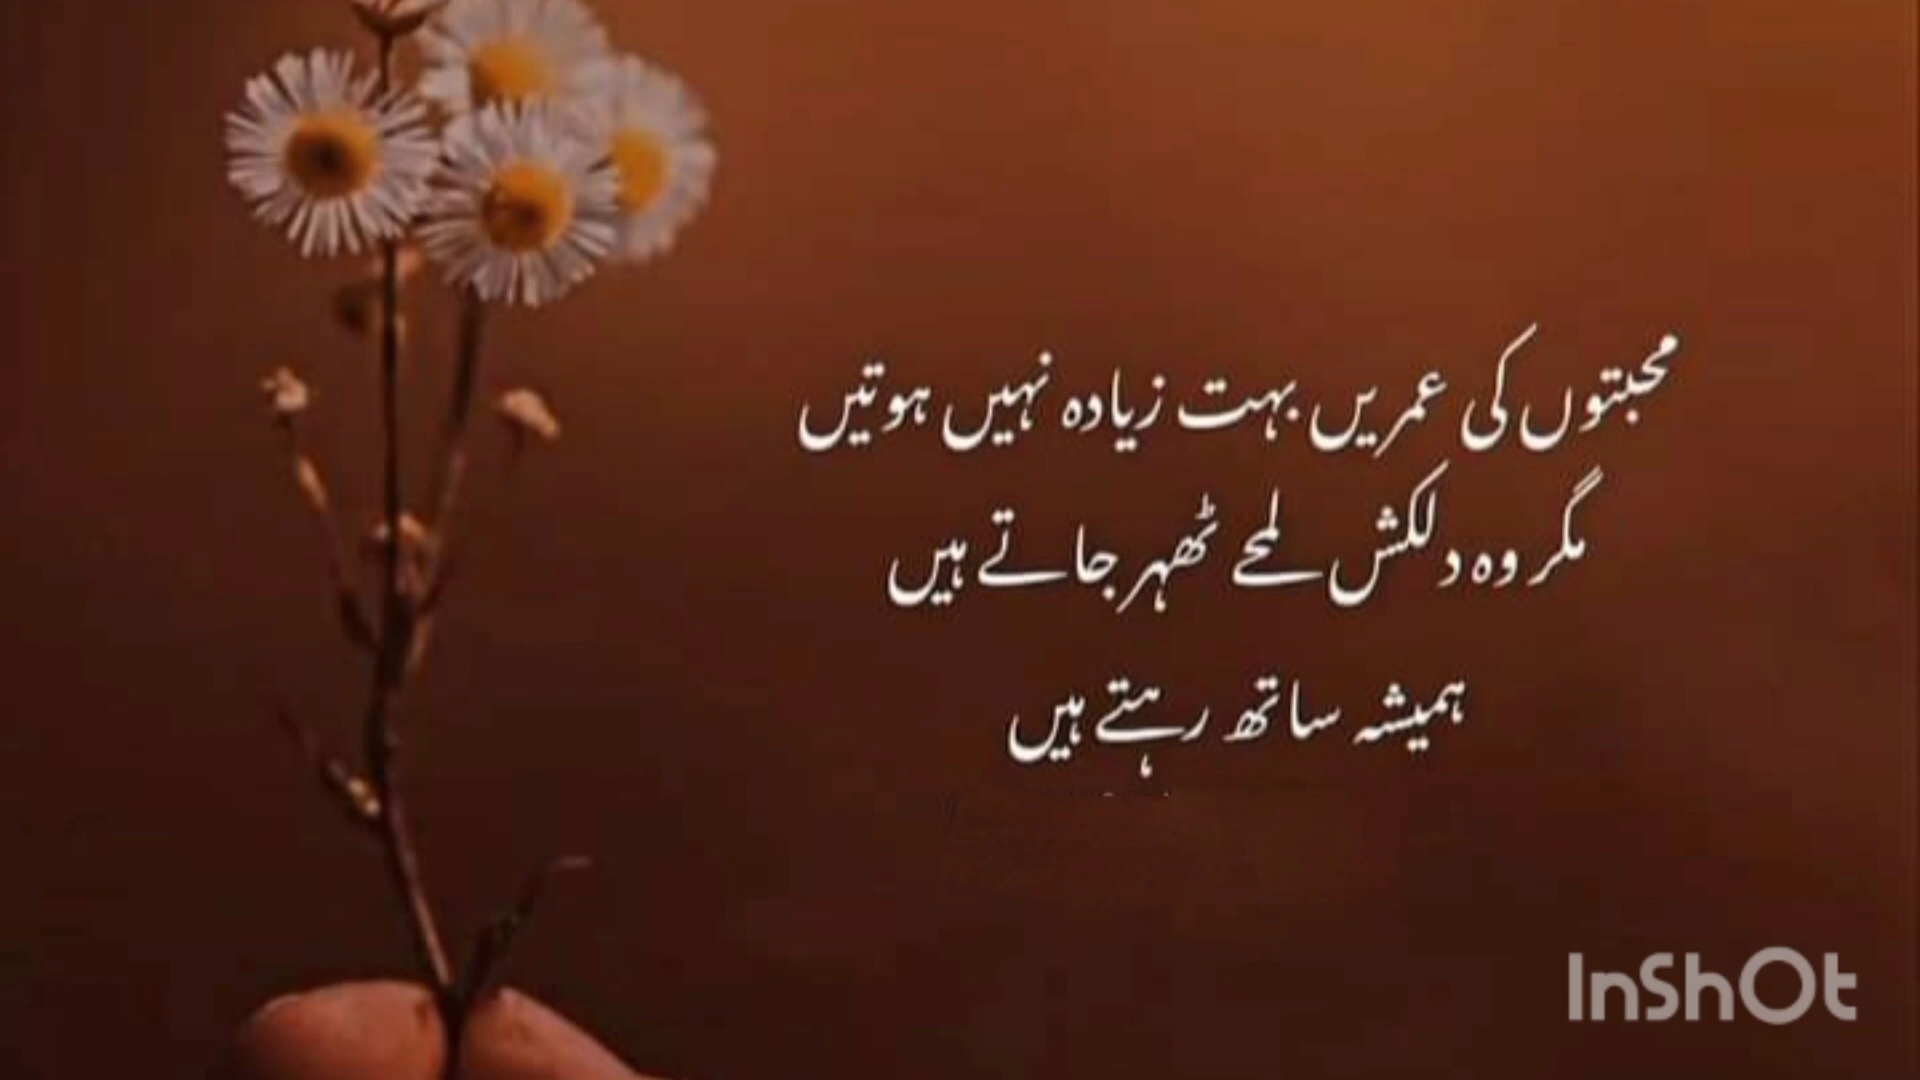 محبتوں کی عمریں بہت زیادہ نہیں ہوتیں
مگر وہ دلکش لمحے ٹھہر جاتے ہیں
ہمیشہ ساتھ رہتے ہیں
InShOt